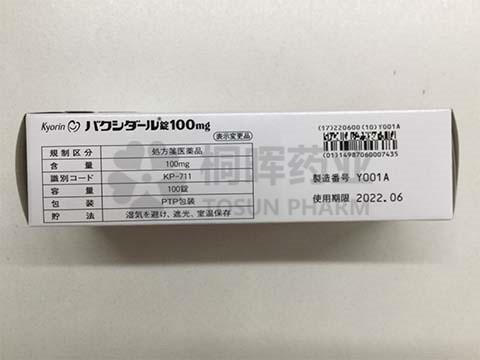 Kyorin バクシダール®錠100mg
表示変更品
規制区分 処方箋医薬品
含量 100mg
識別コード KP-711
容量 100錠
包装 PTP包装
貯法 湿気を避け、遮光、室温保存
(17)220600(10)Y001A
(01)14987060007435
製造番号 Y001A
使用期限 2022.06
桐晖药业
TOSUN PHARM